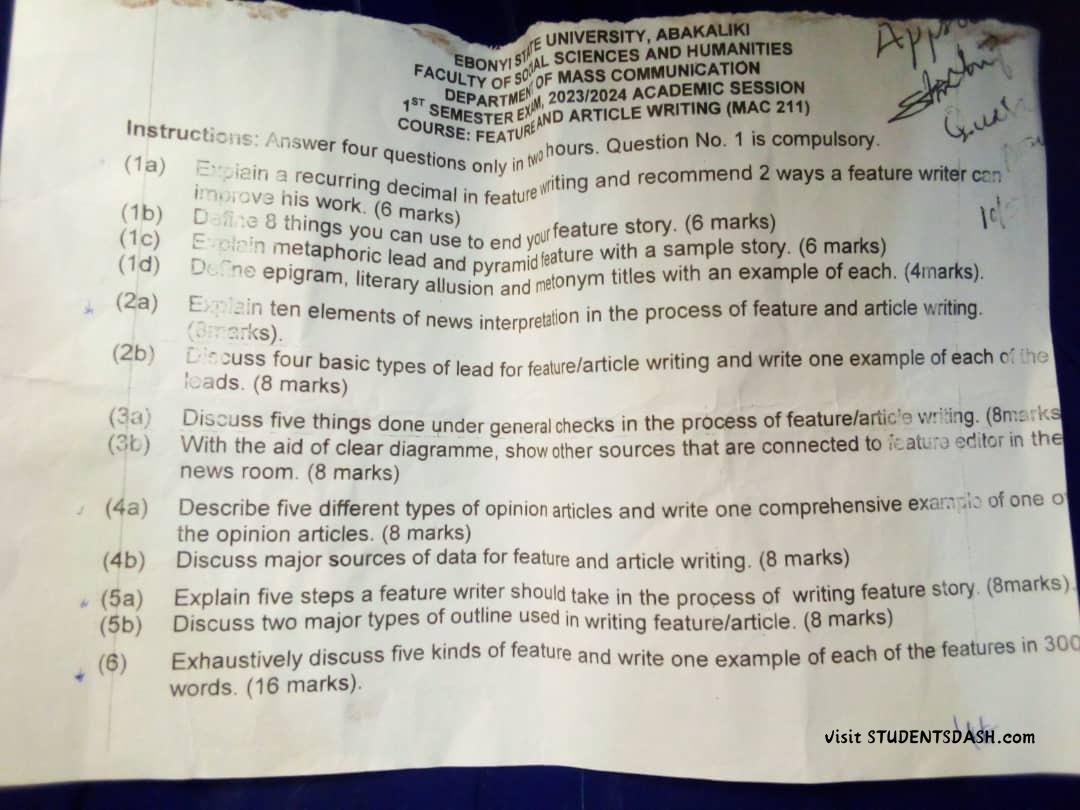 EBONYI STATE UNIVERSITY, ABAKALIKI
FACULTY OF SOCIAL SCIENCES AND HUMANITIES
DEPARTMENT OF MASS COMMUNICATION
1ST SEMESTER EXAM, 2023/2024 ACADEMIC SESSION
COURSE: FEATURE AND ARTICLE WRITING (MAC 211)
Instructions: Answer four questions only in two hours. Question No. 1 is compulsory.
(1a) Explain a recurring decimal in feature writing and recommend 2 ways a feature writer can
improve his work. (6 marks)
(1b) Define 8 things you can use to end your feature story. (6 marks)
(1c) Explain metaphoric lead and pyramid feature with a sample story. (6 marks)
(1d) Define epigram, literary allusion and metonym titles with an example of each. (4marks).
(2a) Explain ten elements of news interpretation in the process of feature and article writing.
(8marks).
(2b) Discuss four basic types of lead for feature/article writing and write one example of each of the
leads. (8 marks)
(3a) Discuss five things done under general checks in the process of feature/article writing. (8marks
(3b) With the aid of clear diagramme, show other sources that are connected to feature editor in the
news room. (8 marks)
(4a) Describe five different types of opinion articles and write one comprehensive example of one o
the opinion articles. (8 marks)
(4b) Discuss major sources of data for feature and article writing. (8 marks)
(5a) Explain five steps a feature writer should take in the process of writing feature story. (8marks).
(5b) Discuss two major types of outline used in writing feature/article. (8 marks)
(6) Exhaustively discuss five kinds of feature and write one example of each of the features in 300
words. (16 marks).
Visit STUDENTSDASH.com